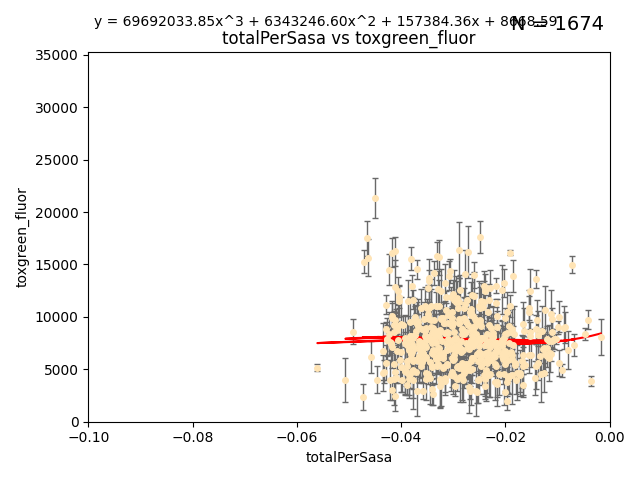 y = 69692033.85x^3 + 6343246.60x^2 + 157384.36x + 8668.59
N = 1674
totalPerSasa vs toxgreen_fluor
35000
30000
25000
20000
15000
10000
5000
0
toxgreen_fluor
−0.10
−0.08
−0.06
−0.04
−0.02
0.00
totalPerSasa